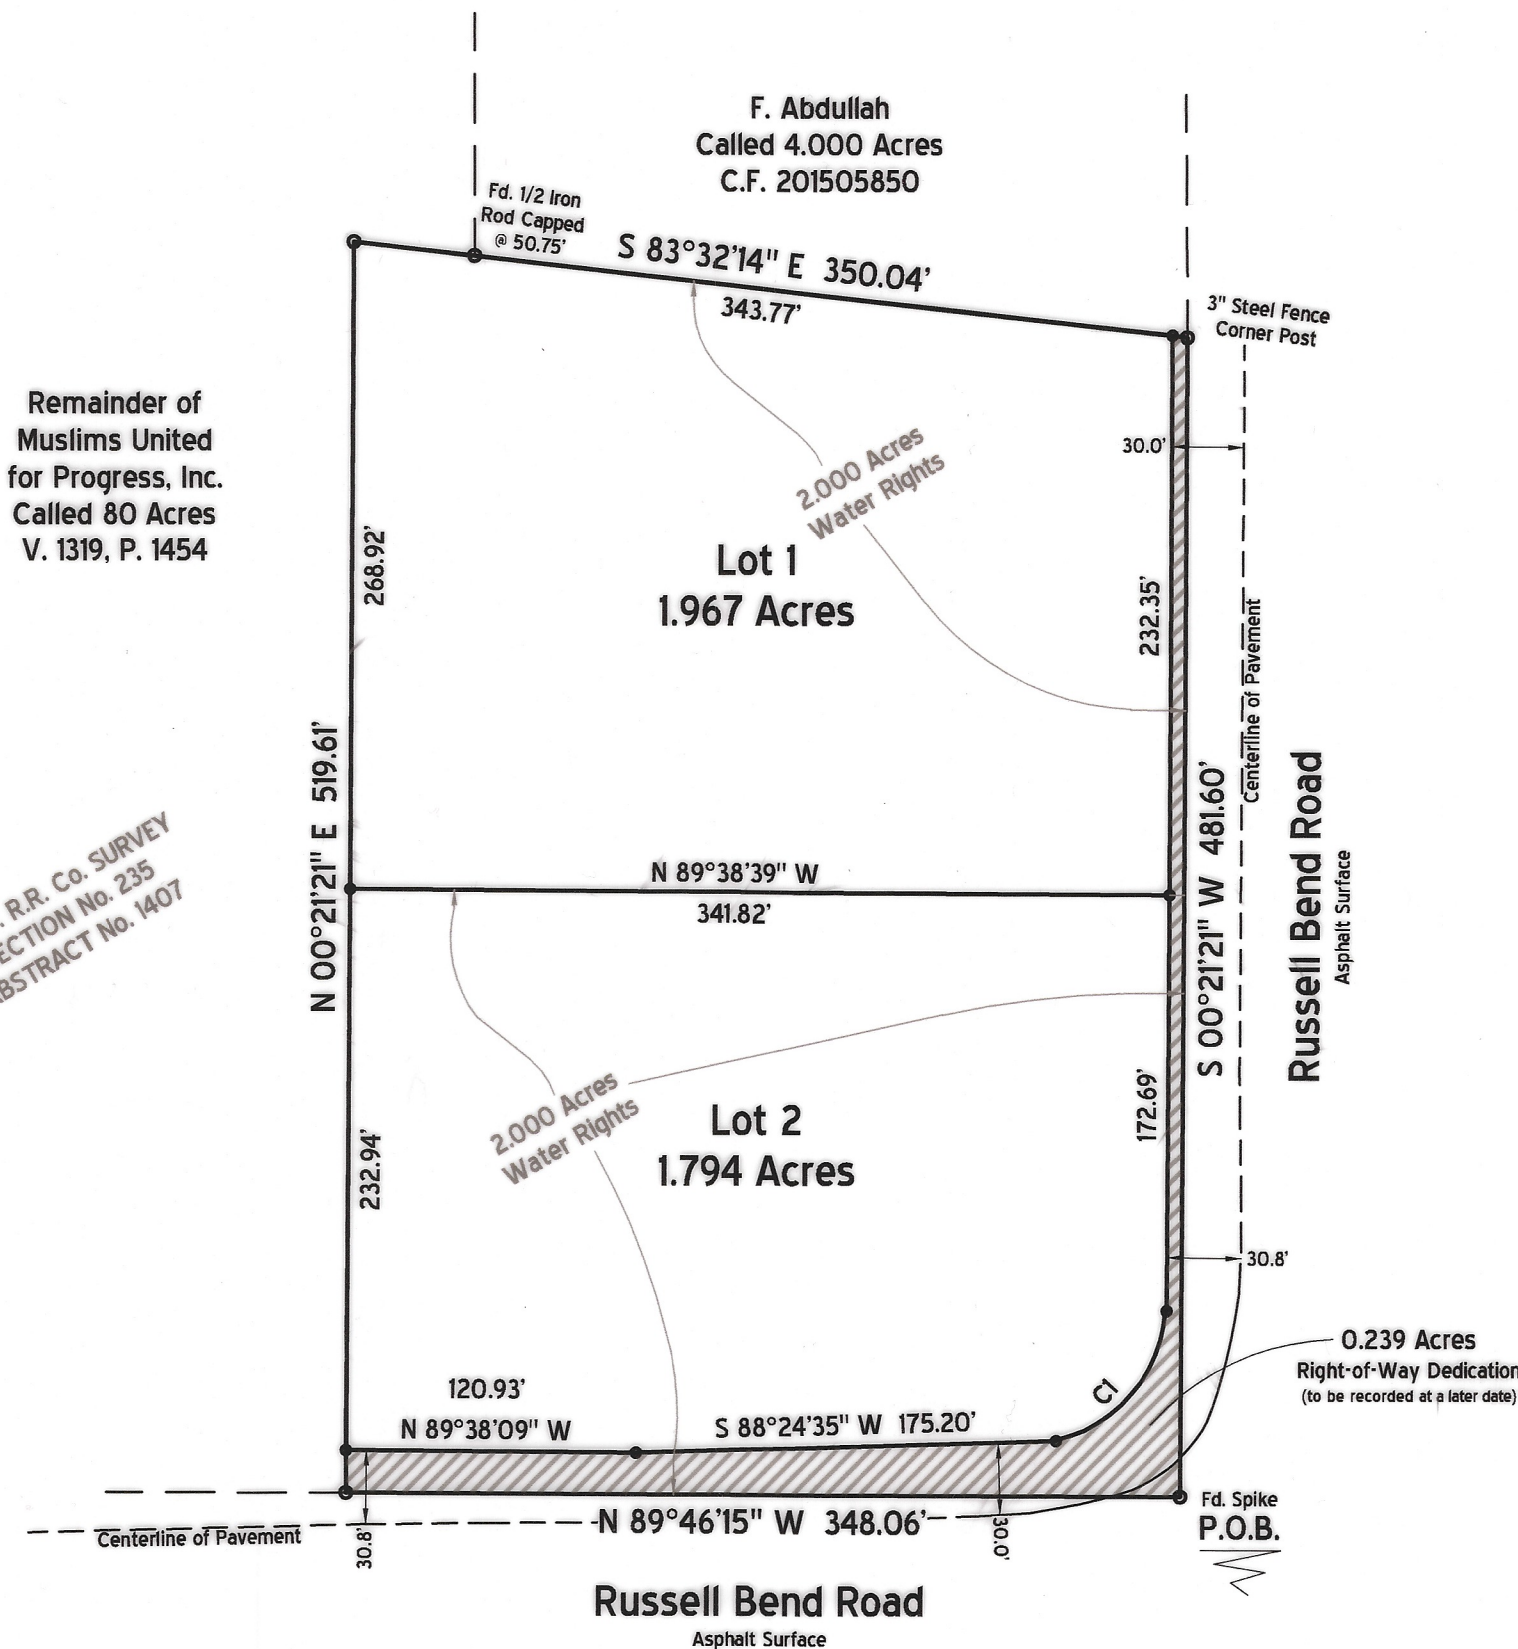 F. Abdullah
Called 4.000 Acres
C.F. 201505850
Fd. 1/2 Iron
Rod Capped
@ 50.75'
S 83°32'14" E 350.04'
343.77'
3" Steel Fence
Corner Post
Remainder of
Muslims United
for Progress, Inc.
Called 80 Acres
V. 1319, P. 1454
30.0'
2.000 Acres
Water Rights
268.92'
Lot 1
1.967 Acres
232.35'
Centerline of Pavement
N 00°21'21" E 519.61'
S 00°21'21" W 481.60'
Russell Bend Road
Asphalt Surface
R.R. Co. SURVEY
ECTION No. 235
BSTRACT No. 1407
N 89°38'39" W
341.82'
2.000 Acres
Water Rights
Lot 2
1.794 Acres
172.69'
232.94'
30.8'
0.239 Acres
Right-of-Way Dedication
(to be recorded at a later date)
C1
120.93'
N 89°38'09" W
S 88°24'35" W 175.20'
Centerline of Pavement
30.8'
N 89°46'15" W 348.06'
30.0'
Fd. Spike
P.O.B.
Russell Bend Road
Asphalt Surface